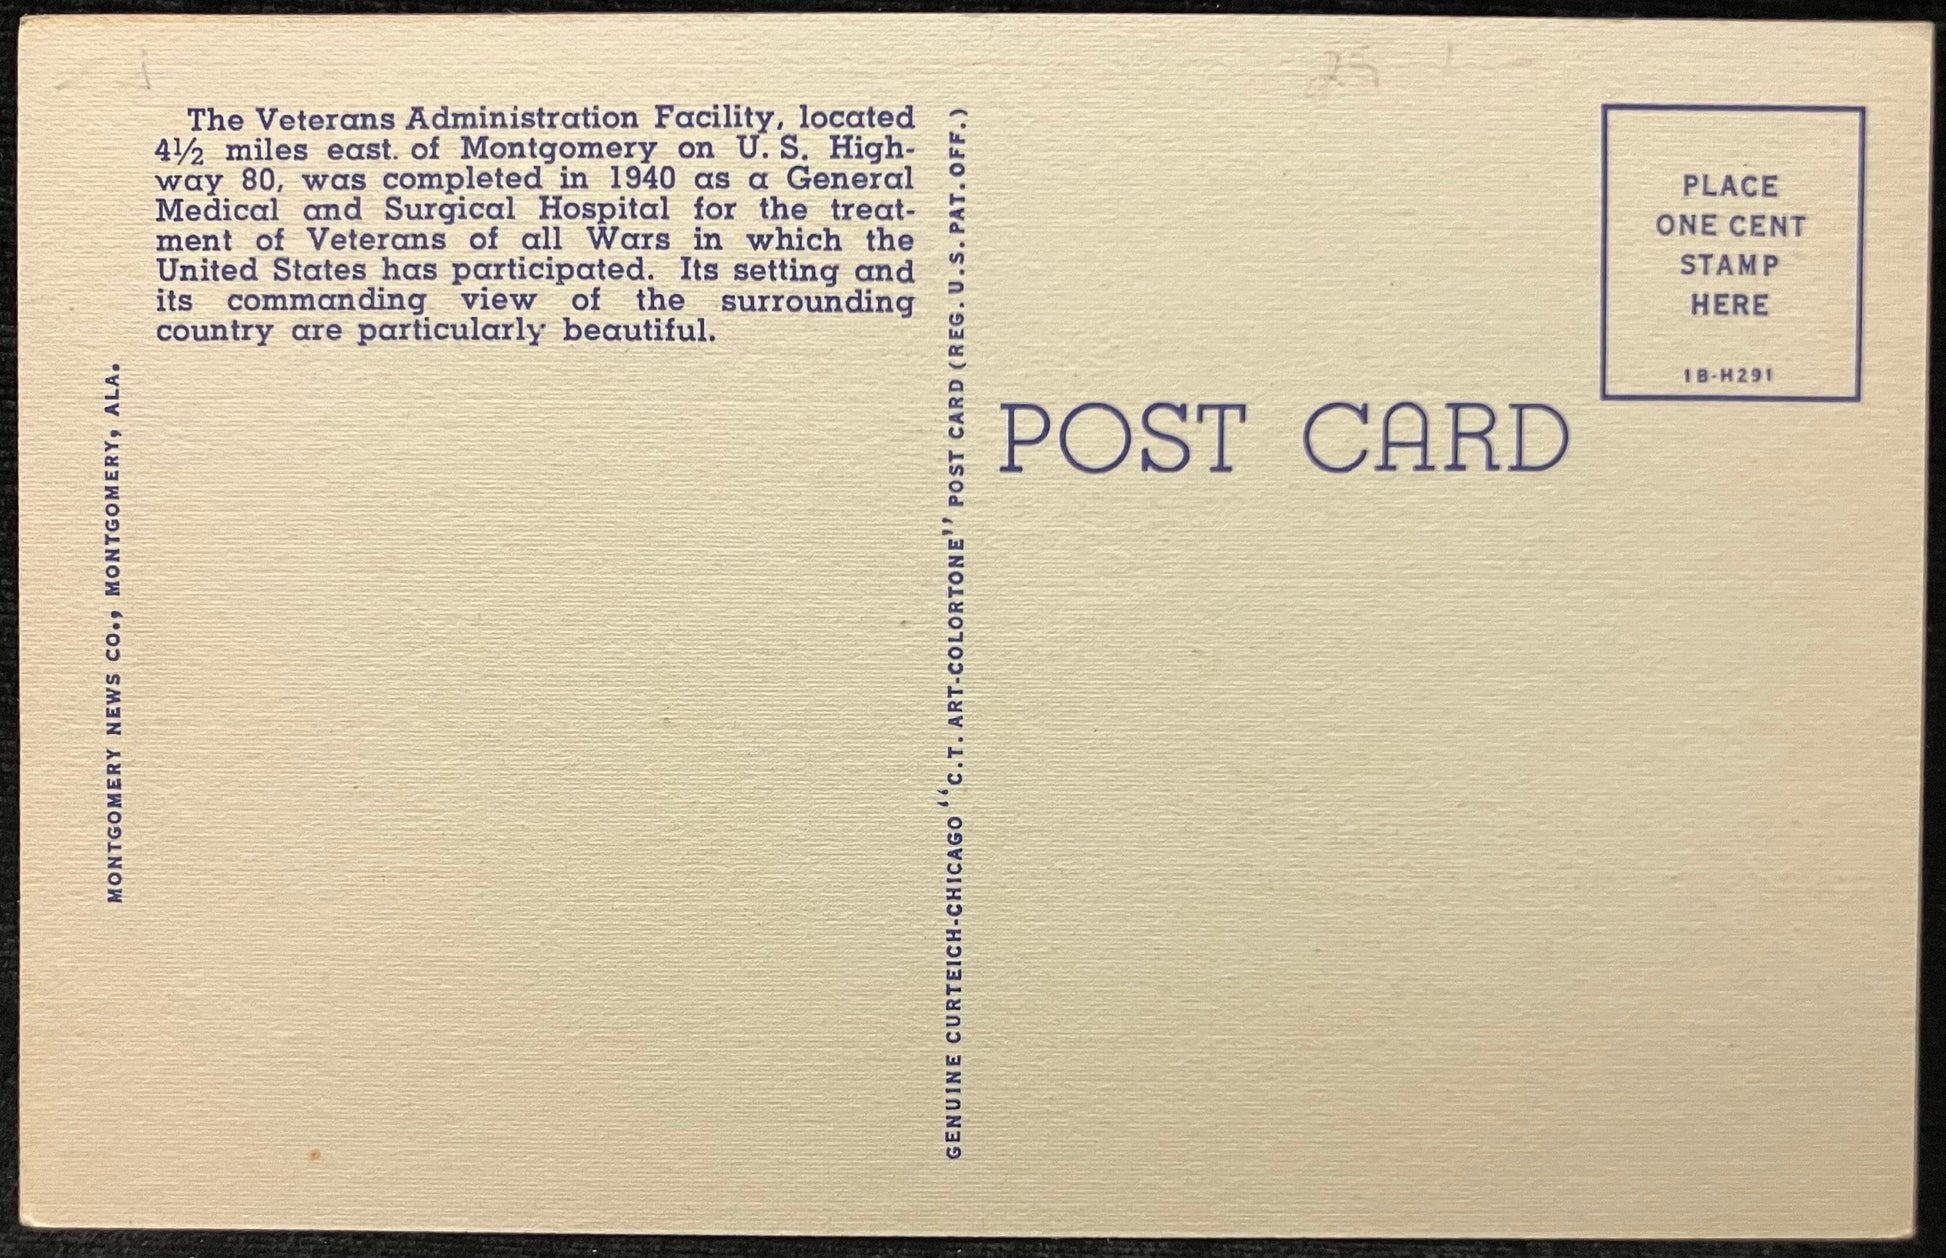 The Veterans Administration Facility, located
4½ miles east. of Montgomery on U. S. High-
way 80, was completed in 1940 as a General
Medical and Surgical Hospital for the treat-
ment of Veterans of all Wars in which the
United States has participated. Its setting and
its commanding view of the surrounding
country are particularly beautiful.
MONTGOMERY NEWS CO., MONTGOMERY, ALA.
GENUINE CURTEICH-CHICAGO "C.T. ART-COLORTONE" POST CARD (REG. U.S. PAT. OFF.)
25
POST CARD
PLACE
ONE CENT
STAMP
HERE
1B-H291